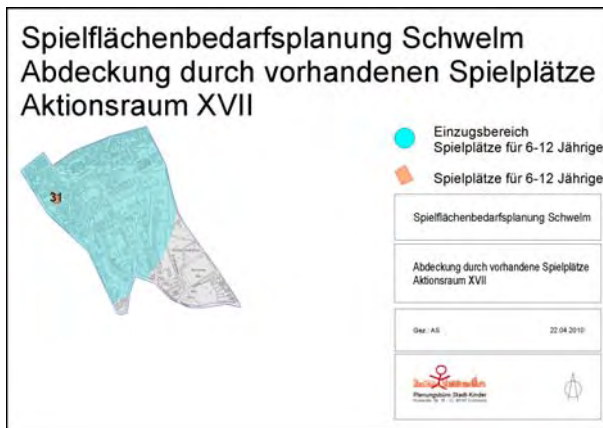 Spielflächenbedarfsplanung Schwelm
Abdeckung durch vorhandenen Spielplätze
Aktionsraum XVII
Einzugsbereich
Spielplätze für 6-12 Jährige
Spielplätze für 6-12 Jährige
31
Spielflächenbedarfsplanung Schwelm
Abdeckung durch vorhandene Spielplätze
Aktionsraum XVII
Gez.: AS 22.04.2010
Planungsbüro Stadt-Kinder